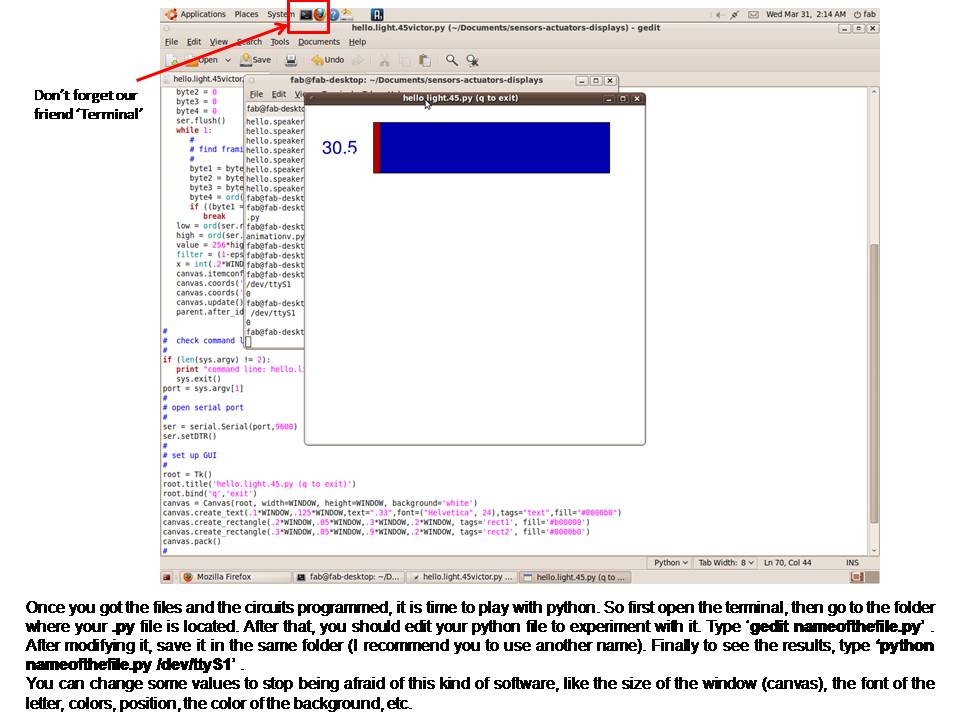 Applications Places System
Wed Mar 31, 2:14 AM fab
hello.light.45victor.py (~/Documents/sensors-actuators-displays) - gedit
File Edit View Search Tools Documents Help
Open Save Undo
Don't forget our
friend 'Terminal'
hello.light.45victor.
byte2 = 0
byte3 = 0
byte4 = 0
ser.flush()
while 1:
#
# find frami
#
byte1 = byte
byte2 = byte
byte3 = byte
byte4 = ord(
if ((byte1 =
break
low = ord(ser.r
high = ord(ser.
value = 256*hig
filter = (1-eps
x = int(.2*WIND
canvas.itemconf
canvas.coords('
canvas.coords('
canvas.update()
parent.after_id
#
# check command l
#
if (len(sys.argv) != 2):
print "command line: hello.l
sys.exit()
port = sys.argv[1]
#
# open serial port
#
ser = serial.Serial(port,9600)
ser.setDTR()
#
# set up GUI
#
root = Tk()
root.title('hello.light.45.py (q to exit)')
root.bind('q','exit')
canvas = Canvas(root, width=WINDOW, height=WINDOW, background='white')
canvas.create_text(.1*WINDOW,.125*WINDOW,text=".33",font=("Helvetica", 24),tags="text",fill="#0000b0")
canvas.create_rectangle(.2*WINDOW,.05*WINDOW,.3*WINDOW,.2*WINDOW, tags='rect1', fill='#b00000')
canvas.create_rectangle(.3*WINDOW,.05*WINDOW,.9*WINDOW,.2*WINDOW, tags='rect2', fill='#0000b0')
canvas.pack()
#
fab@fab-desktop: ~/Documents/sensors-actuators-displays
File Edit Vi
fab@fab-deskto
hello.speaker
hello.speaker
hello.speaker
hello.speaker
hello.speaker
hello.speaker
hello.speaker
hello.speaker
fab@fab-deskt
fab@fab-deskt
.py
fab@fab-deskt
animationv.py
fab@fab-deskt
fab@fab-deskt
fab@fab-deskt
fab@fab-deskt
/dev/ttyS1
0
fab@fab-deskt
/dev/ttyS1
0
fab@fab-deskt
hello.light.45.py (q to exit)
30.5
Python Tab Width: 8 Ln 70, Col 44 INS
Mozilla Firefox fab@fab-desktop: ~/D... hello.light.45victor.py ... hello.light.45.py (q to ...
Once you got the files and the circuits programmed, it is time to play with python. So first open the terminal, then go to the folder
where your .py file is located. After that, you should edit your python file to experiment with it. Type 'gedit nameofthefile.py' .
After modifying it, save it in the same folder (I recommend you to use another name). Finally to see the results, type 'python
nameofthefile.py /dev/ttyS1' .
You can change some values to stop being afraid of this kind of software, like the size of the window (canvas), the font of the
letter, colors, position, the color of the background, etc.